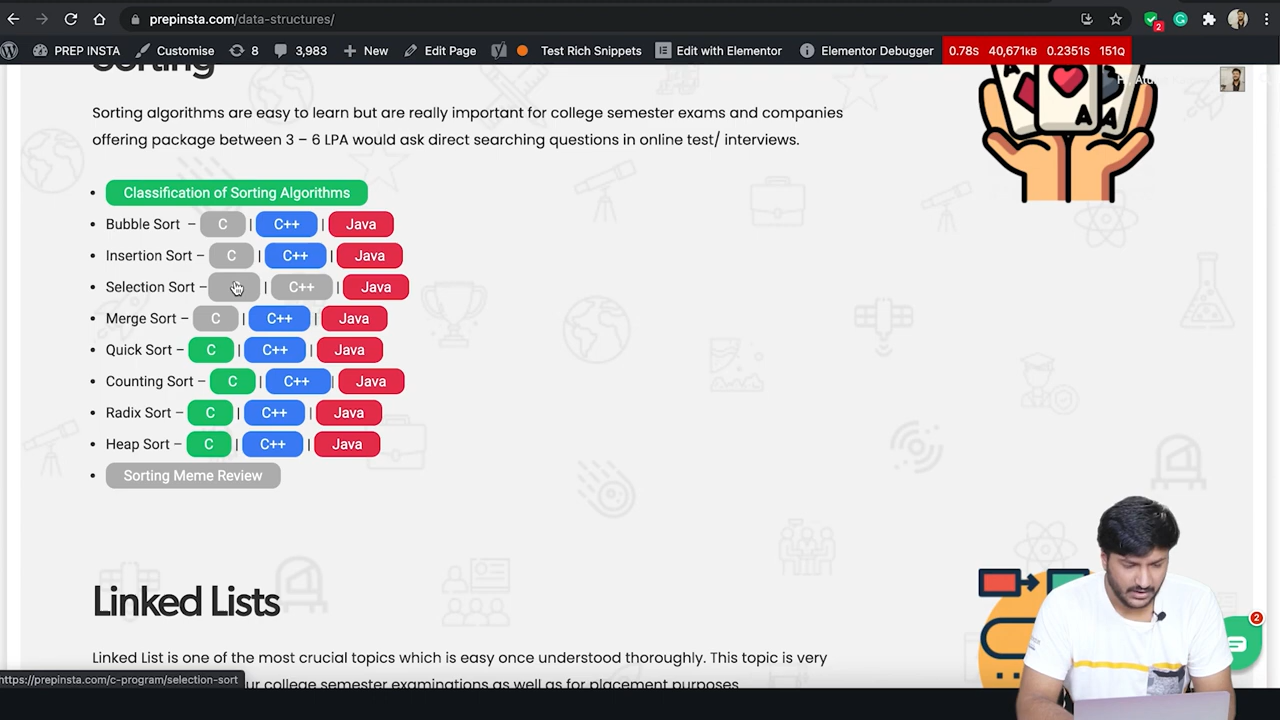 prepinsta.com/data-structures/
2
PREP INSTA Customise 8 3,983 New Edit Page Test Rich Snippets Edit with Elementor Elementor Debugger 0.78S 40,671kB 0.2351S 151Q
Sorting
Sorting algorithms are easy to learn but are really important for college semester exams and companies
offering package between 3 – 6 LPA would ask direct searching questions in online test/ interviews.
A A A
• Classification of Sorting Algorithms
• Bubble Sort – C | C++ | Java
• Insertion Sort – C | C++ | Java
• Selection Sort – | C++ | Java
• Merge Sort – C | C++ | Java
• Quick Sort – C | C++ | Java
• Counting Sort – C | C++ | Java
• Radix Sort – C | C++ | Java
• Heap Sort – C | C++ | Java
• Sorting Meme Review
Linked Lists
2
Linked List is one of the most crucial topics which is easy once understood thoroughly. This topic is very
https://prepinsta.com/c-program/selection-sort
our college semester examinations as well as for placement purposes